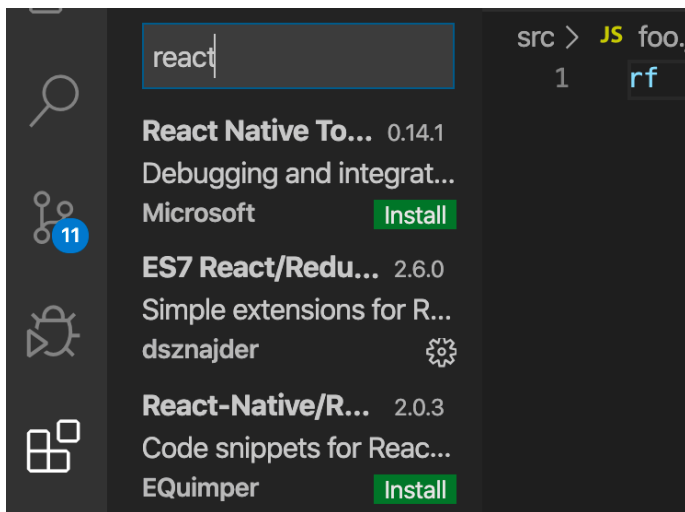 react
React Native To... 0.14.1
Debugging and integrat...
Microsoft Install
11
ES7 React/Redu... 2.6.0
Simple extensions for R...
dsznajder
React-Native/R... 2.0.3
Code snippets for Reac...
EQuimper Install
src > JS foo.
1 rf